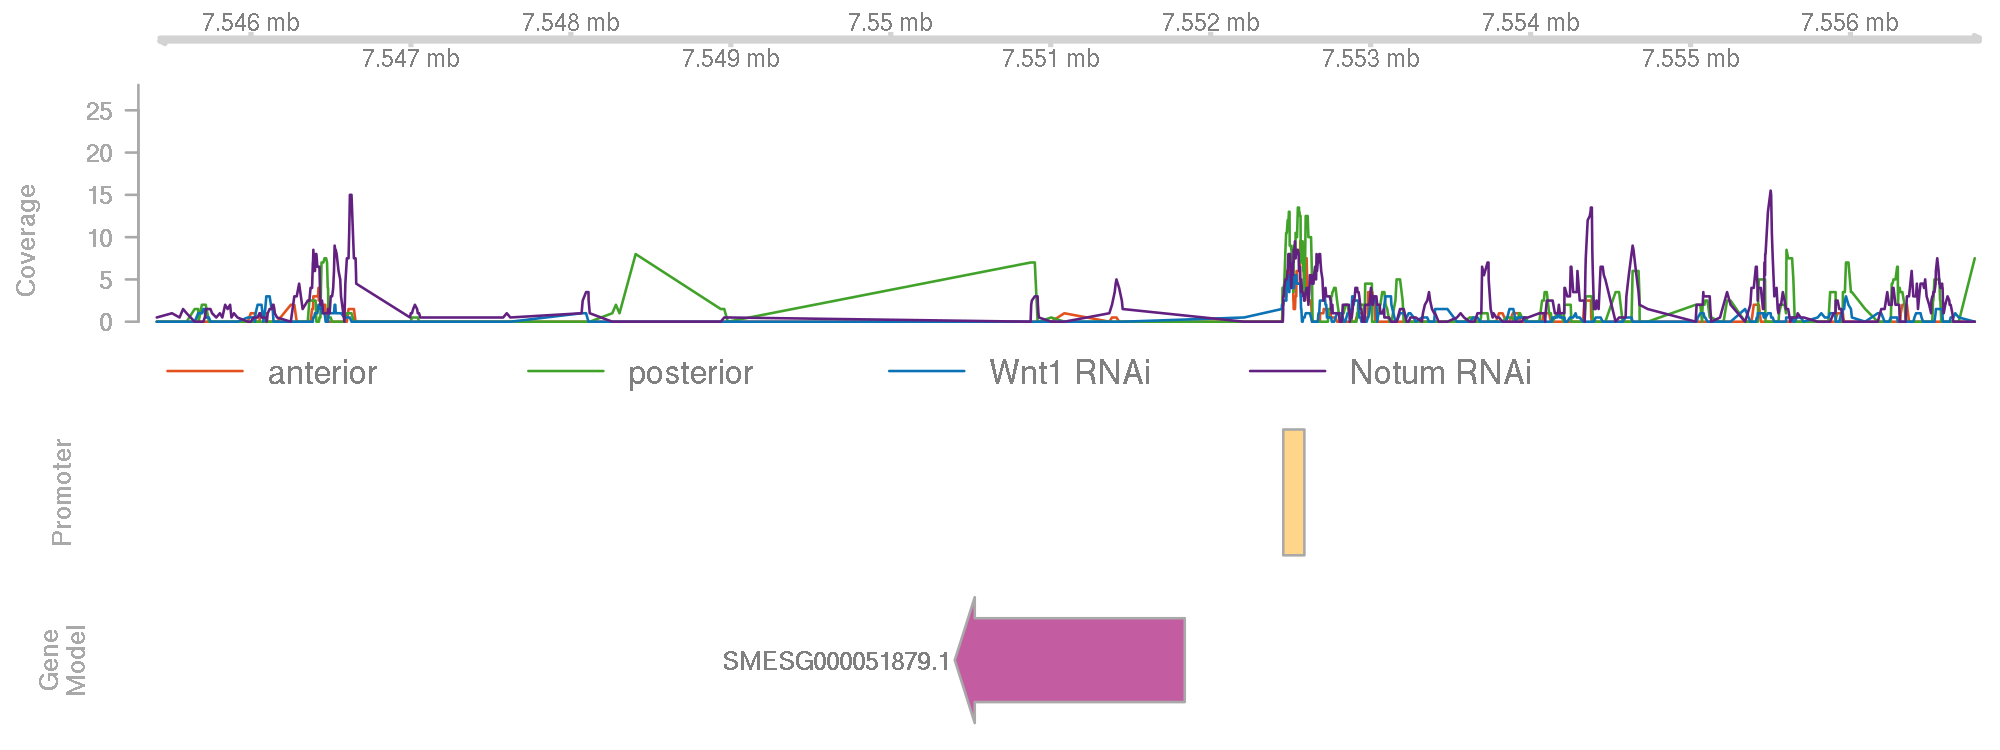 7.546 mb 7.548 mb 7.55 mb 7.552 mb 7.554 mb 7.556 mb
7.547 mb 7.549 mb 7.551 mb 7.553 mb 7.555 mb
Coverage
25
20
15
10
5
0
anterior posterior Wnt1 RNAi Notum RNAi
Promoter
Gene
Model
SMESG000051879.1